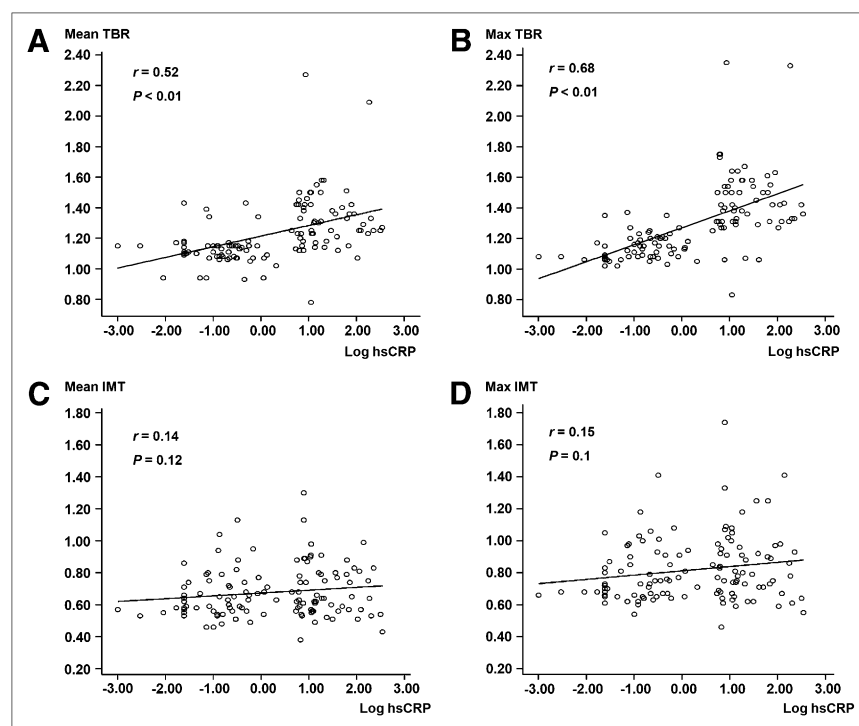 A
Mean TBR
2.40
2.20
2.00
1.80
1.60
1.40
1.20
1.00
0.80
r = 0.52
P < 0.01
-3.00 -2.00 -1.00 0.00 1.00 2.00 3.00
Log hsCRP
B
Max TBR
2.40
2.20
2.00
1.80
1.60
1.40
1.20
1.00
0.80
r = 0.68
P < 0.01
-3.00 -2.00 -1.00 0.00 1.00 2.00 3.00
Log hsCRP
C
Mean IMT
1.80
1.60
1.40
1.20
1.00
0.80
0.60
0.40
0.20
r = 0.14
P = 0.12
-3.00 -2.00 -1.00 0.00 1.00 2.00 3.00
Log hsCRP
D
Max IMT
1.80
1.60
1.40
1.20
1.00
0.80
0.60
0.40
0.20
r = 0.15
P = 0.1
-3.00 -2.00 -1.00 0.00 1.00 2.00 3.00
Log hsCRP